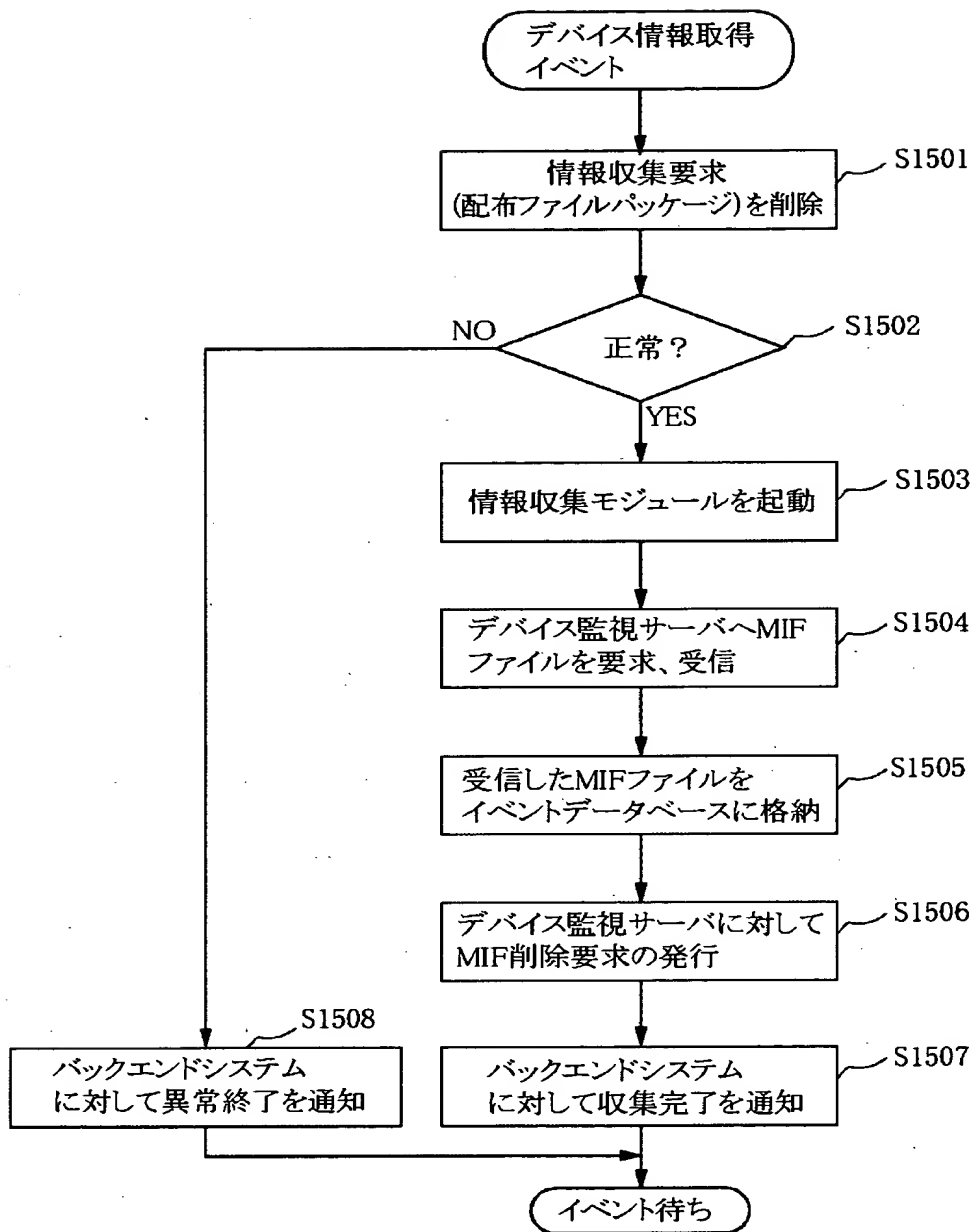 デバイス情報取得
イベント
情報収集要求
(配布ファイルパッケージ)を削除
S1501
正常？
S1502
NO
YES
情報収集モジュールを起動
S1503
デバイス監視サーバへMIF
ファイルを要求、受信
S1504
受信したMIFファイルを
イベントデータベースに格納
S1505
デバイス監視サーバに対して
MIF削除要求の発行
S1506
バックエンドシステム
に対して収集完了を通知
S1507
バックエンドシステム
に対して異常終了を通知
S1508
イベント待ち